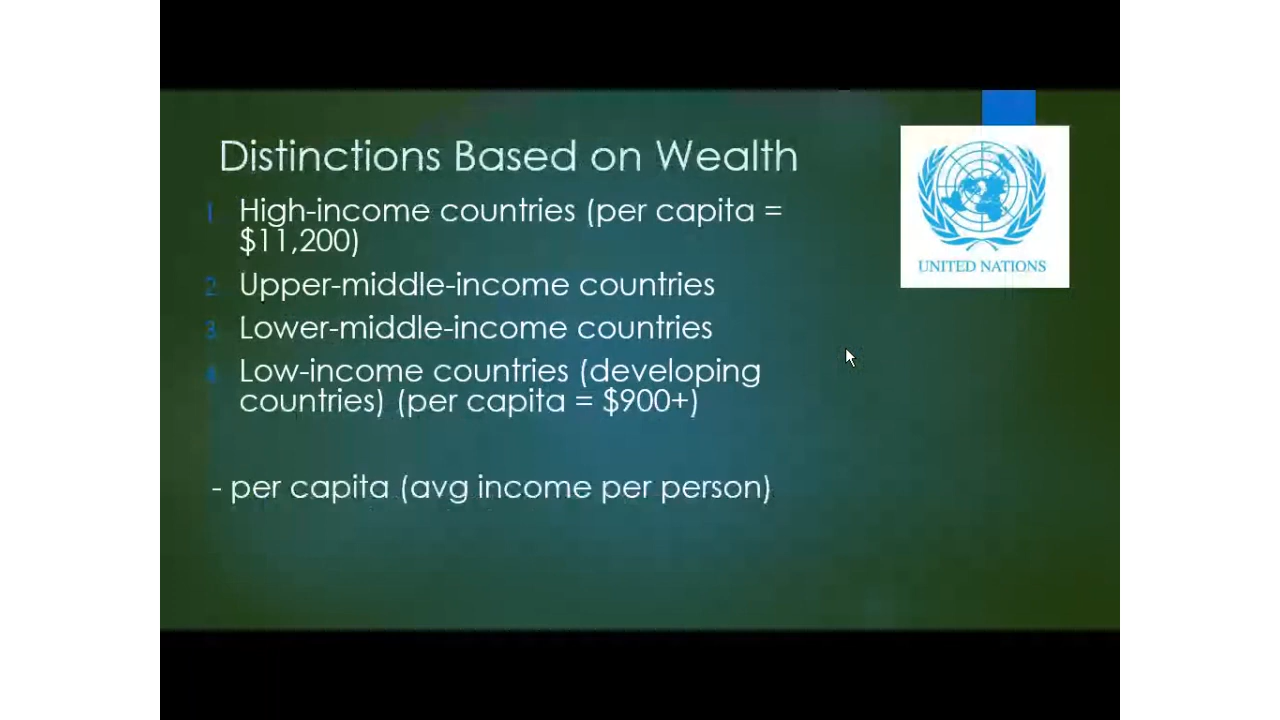 Distinctions Based on Wealth
1. High-income countries (per capita =
$11,200)
2. Upper-middle-income countries
3. Lower-middle-income countries
4. Low-income countries (developing
countries) (per capita = $900+)
- per capita (avg income per person)
UNITED NATIONS